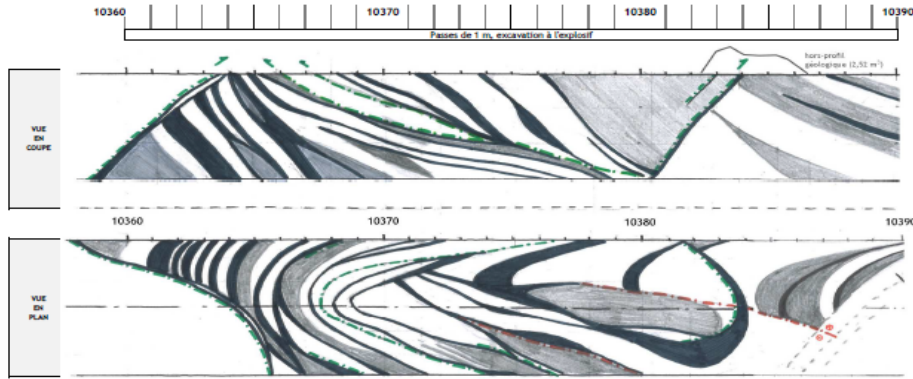 10360 10370 10380 10390
Passes de 1 m, excavation à l'explosif
hors-profil
géologique (2,52 m²)
VUE
EN
COUPE
10360 10370 10380 10390
VUE
EN
PLAN